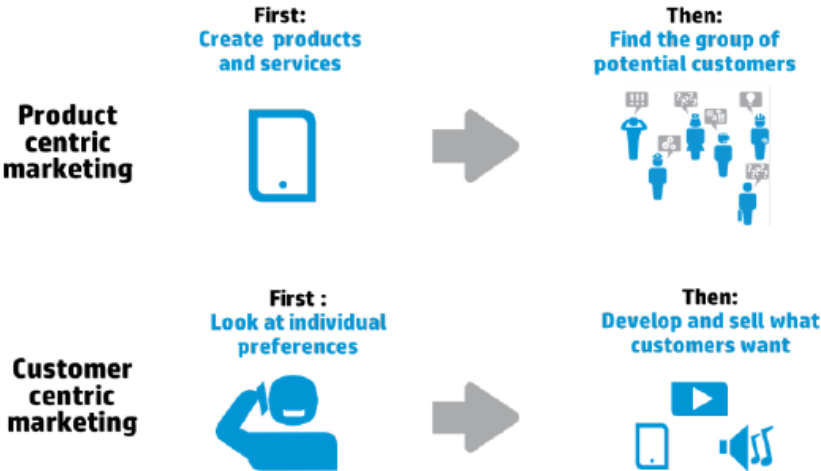 First:
Create products
and services
Then:
Find the group of
potential customers
Product
centric
marketing
!!!
First :
Look at individual
preferences
Then:
Develop and sell what
customers want
Customer
centric
marketing